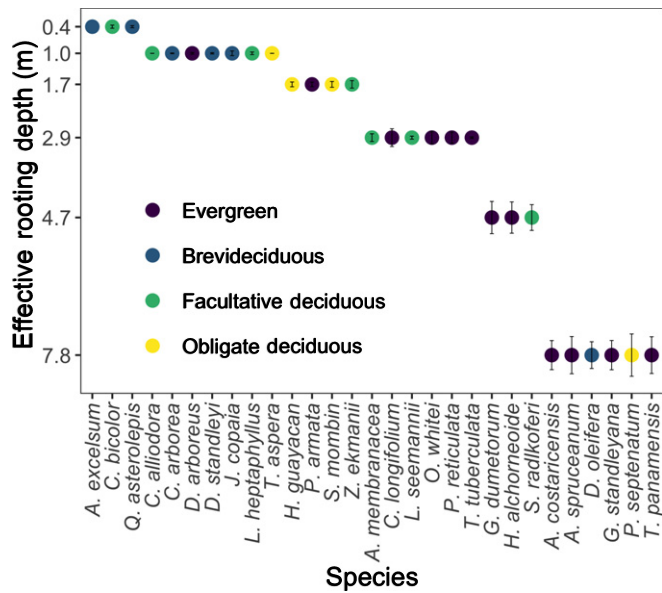 Effective rooting depth (m)
0.4
1.0
1.7
2.9
4.7
7.8
Evergreen
Brevideciduous
Facultative deciduous
Obligate deciduous
A. excelsum
C. bicolor
Q. asterolepis
C. alliodora
C. arborea
D. arboreus
D. standleyi
J. copaia
L. heptaphyllus
T. aspera
H. guayacan
P. armata
S. mombin
Z. ekmanii
A. membranacea
C. longifolium
L. seemannii
O. whitei
P. reticulata
T. tuberculata
G. dumetorum
H. alchorneoide
S. radlkoferi
A. costaricensis
A. spruceanum
D. oleifera
G. standleyana
P. septenatum
T. panamensis
Species